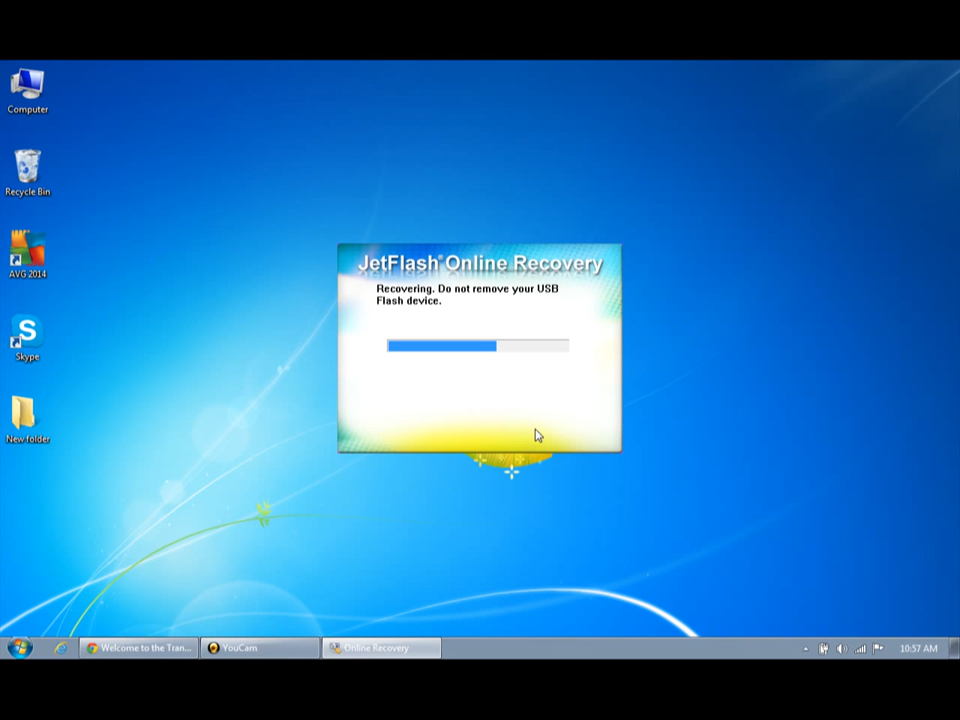 Computer
Recycle Bin
AVG 2014
Skype
New folder
JetFlash® Online Recovery
Recovering. Do not remove your USB
Flash device.
Welcome to the Tran...
YouCam
Online Recovery
10:57 AM